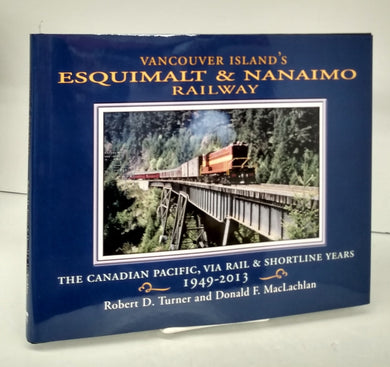 VANCOUVER ISLAND'S
ESQUIMALT & NANAIMO
RAILWAY
THE CANADIAN PACIFIC, VIA RAIL & SHORTLINE YEARS
1949-2013
Robert D. Turner and Donald F. MacLachlan